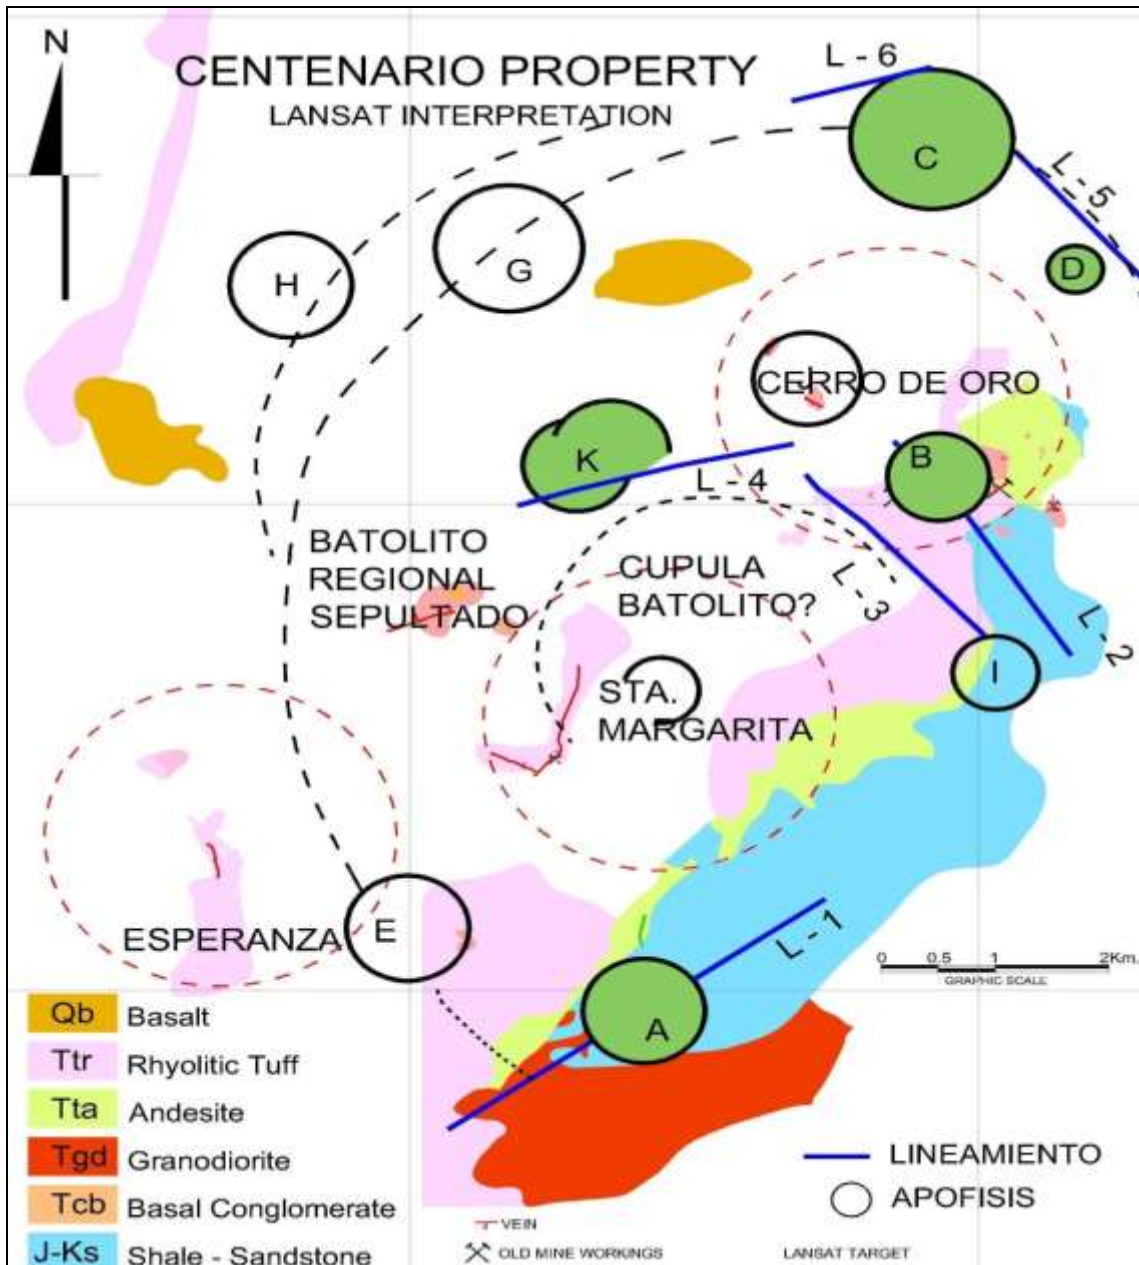 N
CENTENARIO PROPERTY
LANSAT INTERPRETATION
L - 6
C
L - 5
D
H
G
CERRO DE ORO
K
B
L - 4
BATOLITO
REGIONAL
SEPULTADO
CUPULA
BATOLITO?
L - 3
L - 2
I
STA.
MARGARITA
ESPERANZA
E
L - 1
A
0 0.5 1 2Km.
GRAPHIC SCALE
Qb Basalt
Ttr Rhyolitic Tuff
Tta Andesite
Tgd Granodiorite
Tcb Basal Conglomerate
J-Ks Shale - Sandstone
LINEAMIENTO
APOFISIS
VEIN
OLD MINE WORKINGS
LANSAT TARGET